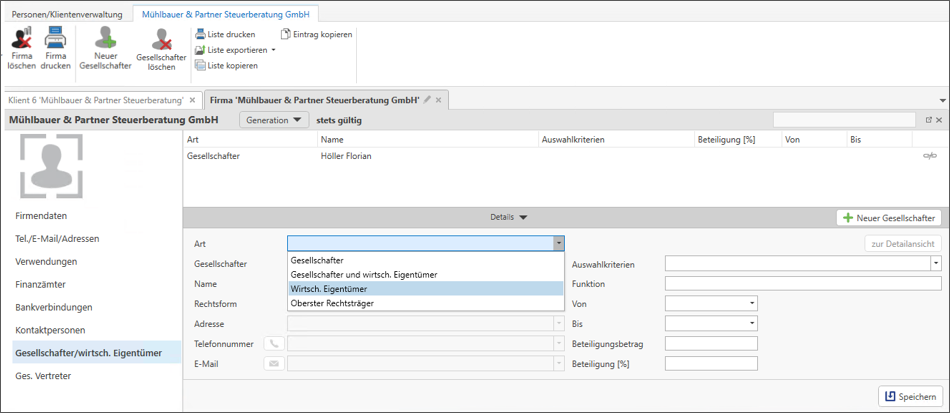 Personen/Klientenverwaltung Mühlbauer & Partner Steuerberatung GmbH
Firma löschen
Firma drucken
Neuer Gesellschafter
Gesellschafter löschen
Liste drucken
Liste exportieren
Liste kopieren
Eintrag kopieren
Klient 6 'Mühlbauer & Partner Steuerberatung' Firma 'Mühlbauer & Partner Steuerberatung GmbH'
Mühlbauer & Partner Steuerberatung GmbH Generation stets gültig
Art Name Auswahlkriterien Beteiligung [%] Von Bis
Gesellschafter Höller Florian
Firmendaten
Tel./E-Mail/Adressen
Verwendungen
Finanzämter
Bankverbindungen
Kontaktpersonen
Gesellschafter/wirtsch. Eigentümer
Ges. Vertreter
Details Neuer Gesellschafter
Art
zur Detailansicht
Gesellschafter
Name
Rechtsform
Adresse
Telefonnummer
E-Mail
Gesellschafter
Gesellschafter und wirtsch. Eigentümer
Wirtsch. Eigentümer
Oberster Rechtsträger
Auswahlkriterien
Funktion
Von
Bis
Beteiligungsbetrag
Beteiligung [%]
Speichern